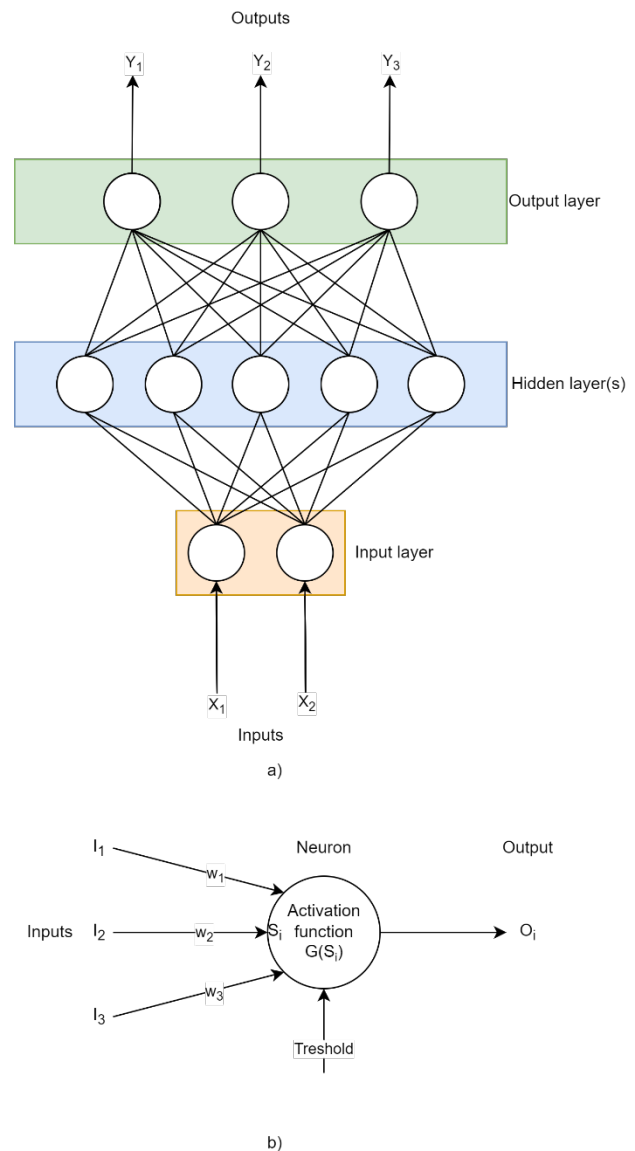 Outputs
Y1 Y2 Y3
Output layer
Hidden layer(s)
Input layer
X1 X2
Inputs
a)
I1 Neuron Output
w1
Activation
Inputs I2 w2 Si function Oi
G(Si)
w3
I3
Treshold
b)